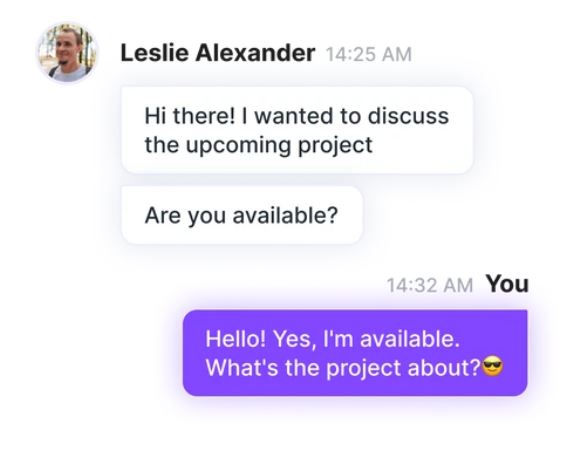 Leslie Alexander 14:25 AM
Hi there! I wanted to discuss
the upcoming project
Are you available?
14:32 AM You
Hello! Yes, I'm available.
What's the project about?😎